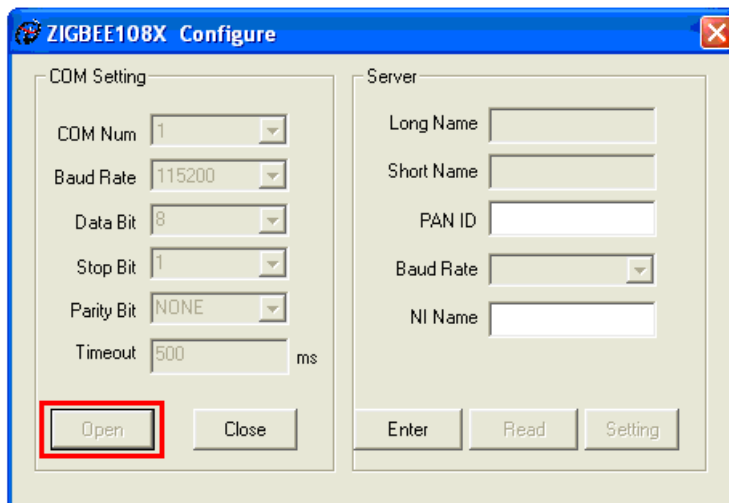 ZIGBEE108X Configure
COM Setting
COM Num 1
Baud Rate 115200
Data Bit 8
Stop Bit 1
Parity Bit NONE
Timeout 500 ms
Open Close
Server
Long Name
Short Name
PAN ID
Baud Rate
NI Name
Enter Read Setting